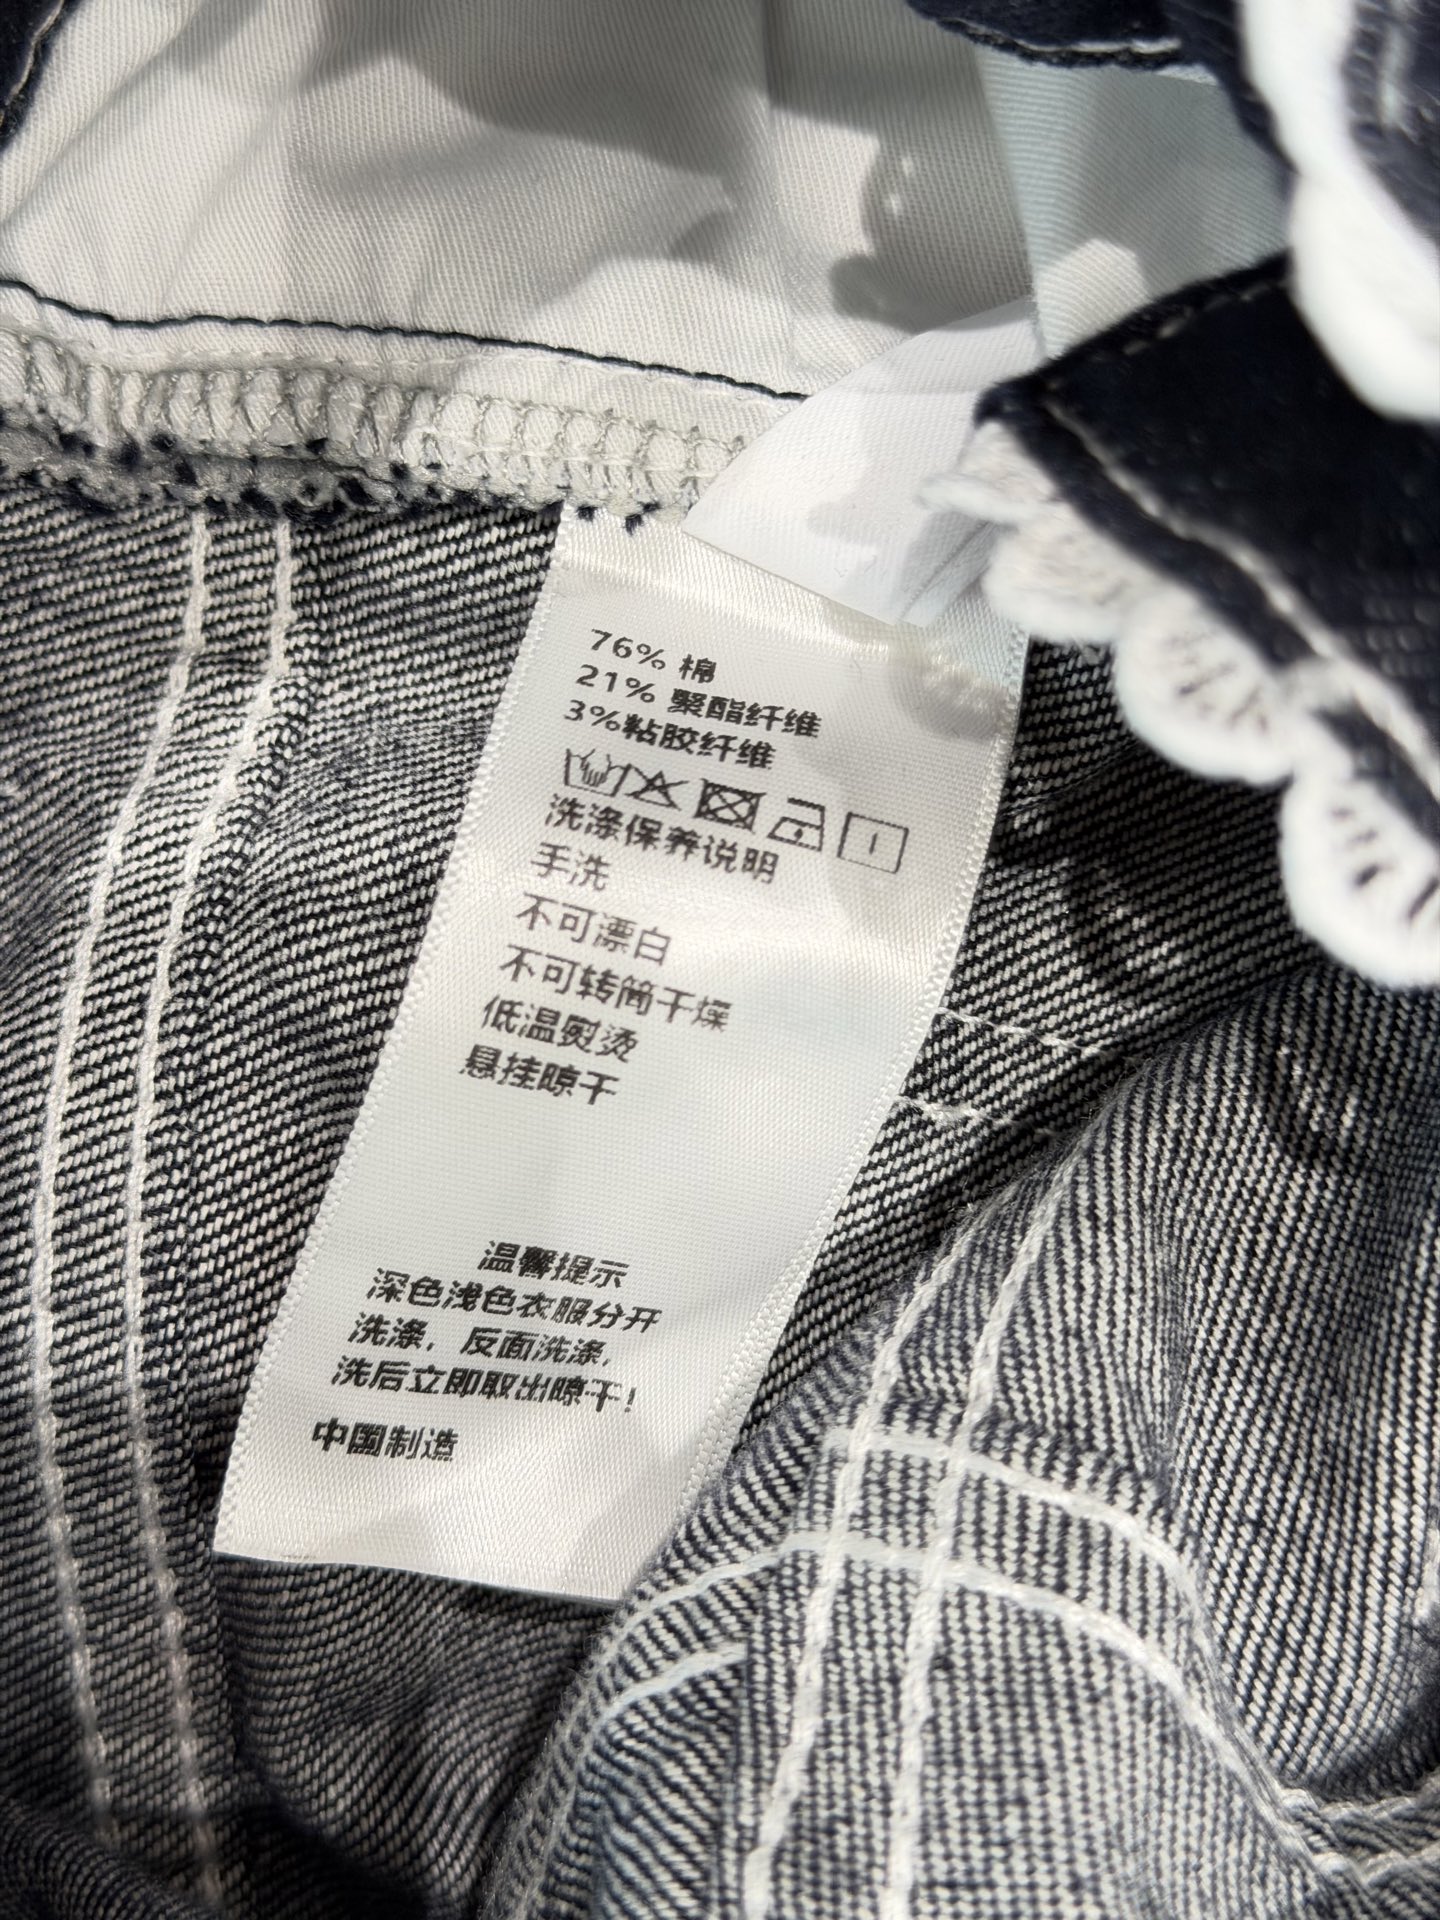 76% 棉
21% 聚酯纤维
3%粘胶纤维
洗涤保养说明
手洗
不可漂白
不可转筒干燥
低温熨烫
悬挂晾干
温馨提示
深色浅色衣服分开
洗涤，反面洗涤，
洗后立即取出晾干！
中国制造